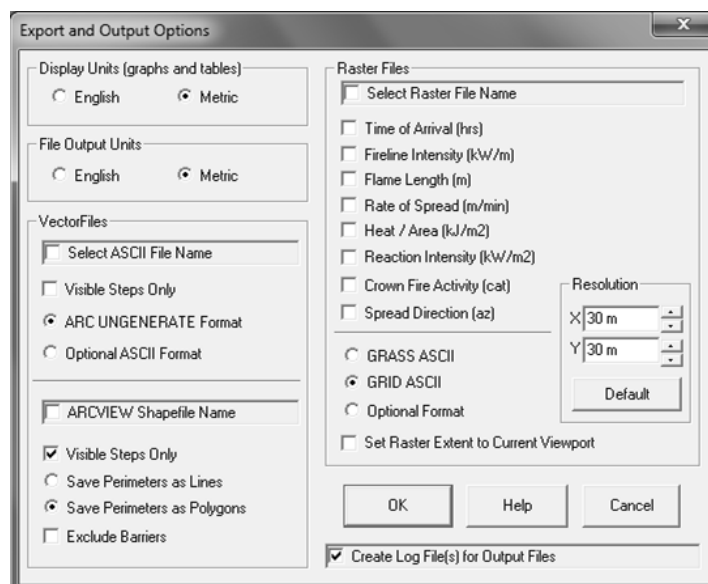 Export and Output Options
Display Units (graphs and tables)
English Metric
File Output Units
English Metric
VectorFiles
Select ASCII File Name
Visible Steps Only
ARC UNGENERATE Format
Optional ASCII Format
ARCVIEW Shapefile Name
Visible Steps Only
Save Perimeters as Lines
Save Perimeters as Polygons
Exclude Barriers
Raster Files
Select Raster File Name
Time of Arrival (hrs)
Fireline Intensity (kW/m)
Flame Length (m)
Rate of Spread (m/min)
Heat / Area (kJ/m2)
Reaction Intensity (kW/m2)
Crown Fire Activity (cat)
Spread Direction (az)
GRASS ASCII
GRID ASCII
Optional Format
Set Raster Extent to Current Viewport
Resolution
X 30 m
Y 30 m
Default
OK Help Cancel
Create Log File(s) for Output Files